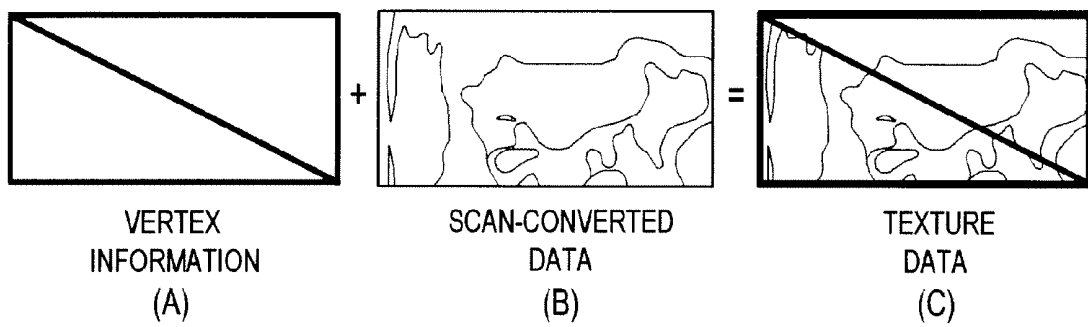 + =
VERTEX
INFORMATION
(A)
SCAN-CONVERTED
DATA
(B)
TEXTURE
DATA
(C)